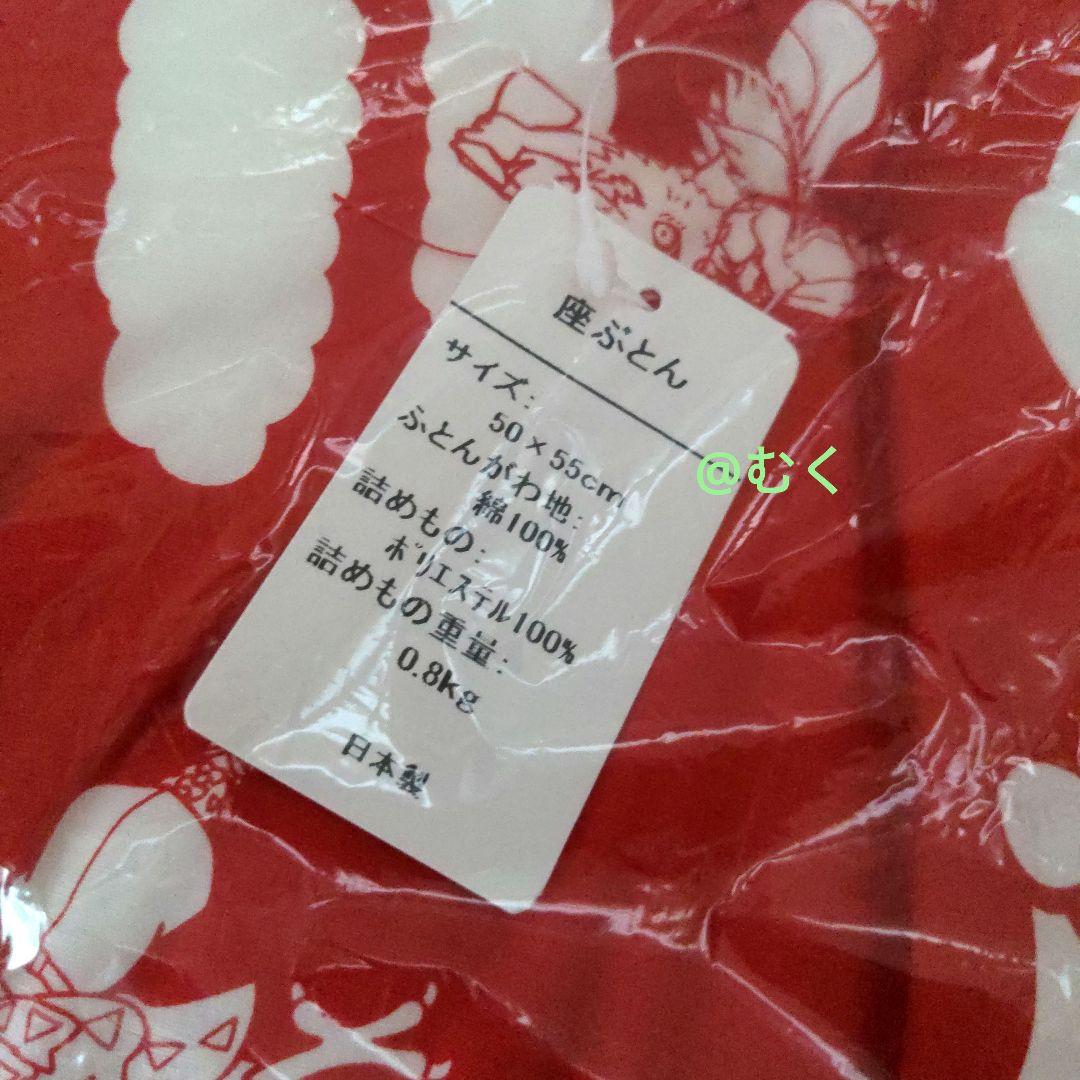 座ぶとん
サイズ:
50×55cm
ふとんがわ地:
綿100%
詰めもの:
ポリエステル100%
詰めもの重量:
0.8kg
日本製
@むく